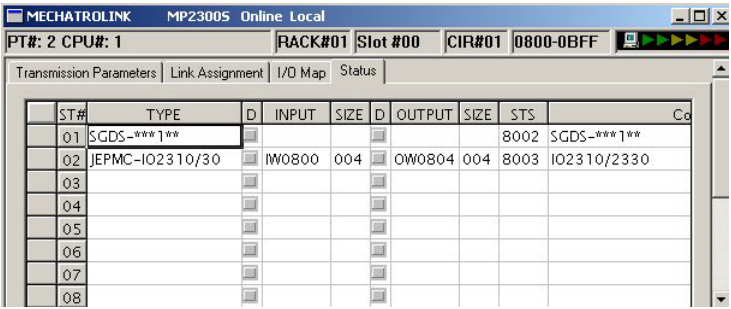 MECHATROLINK MP2300S Online Local
PT#: 2 CPU#: 1 RACK#01 Slot #00 CIR#01 0800-0BFF
Transmission Parameters Link Assignment I/O Map Status
ST# TYPE D INPUT SIZE D OUTPUT SIZE STS Co
01 SGDS-***1** 8002 SGDS-***1**
02 JEPMC-IO2310/30 IW0800 004 OW0804 004 8003 IO2310/2330
03
04
05
06
07
08